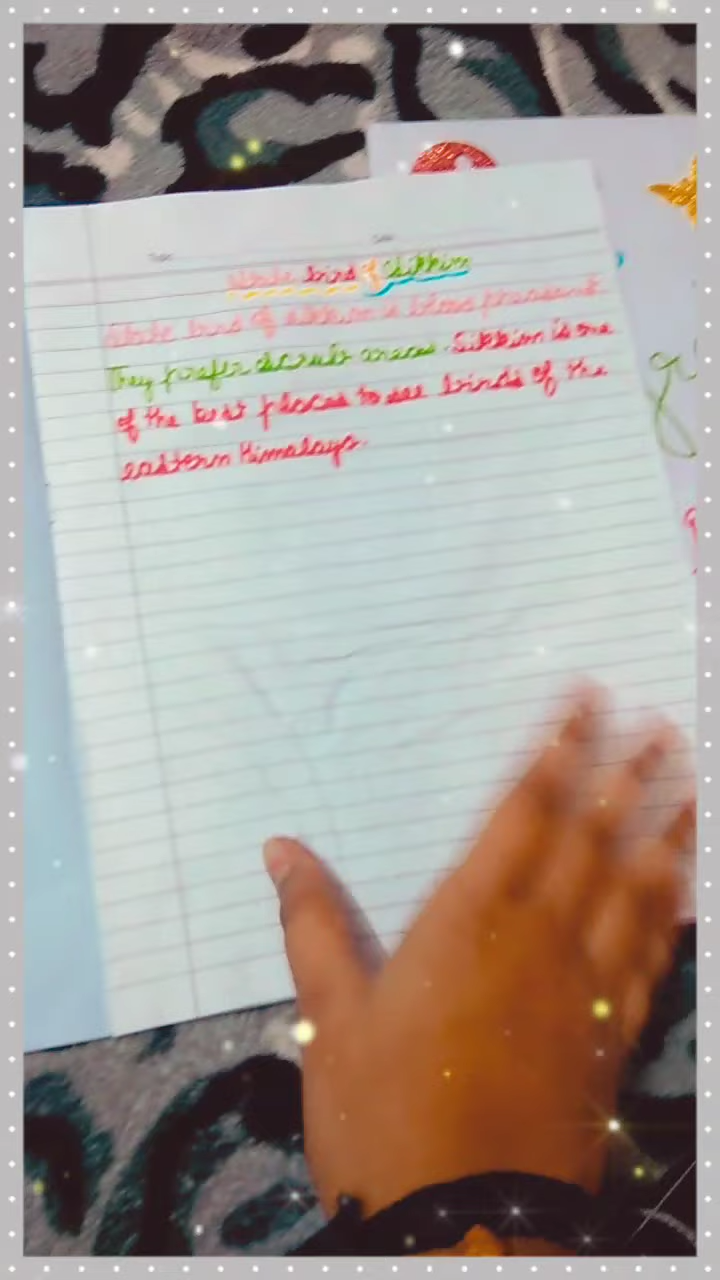 State bird of Sikkim
State bird of sikkim is blood pheasant
They prefer scrub areas. Sikkim is one
of the best places to see birds of the
eastern Himalaya.